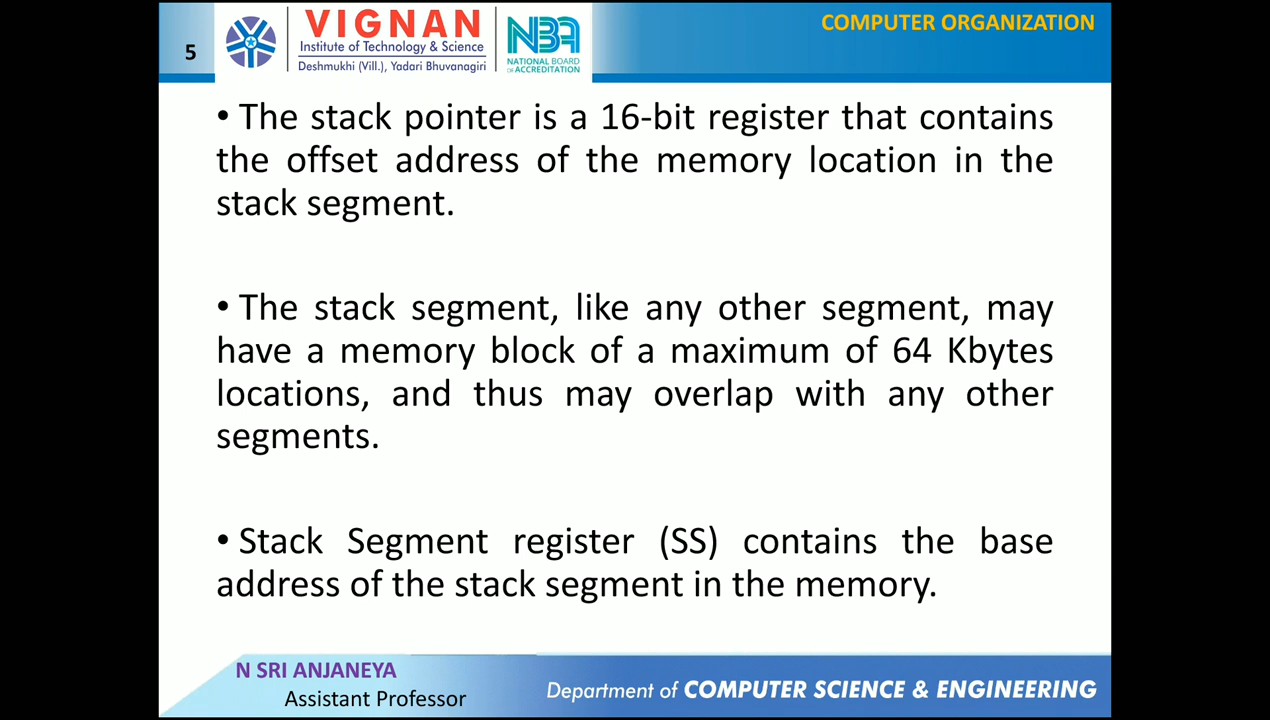 5
VIGNAN
Institute of Technology & Science
Deshmukhi (Vill.), Yadari Bhuvanagiri
NBA
NATIONAL BOARD
OF ACCREDITATION
COMPUTER ORGANIZATION
• The stack pointer is a 16-bit register that contains
the offset address of the memory location in the
stack segment.
• The stack segment, like any other segment, may
have a memory block of a maximum of 64 Kbytes
locations, and thus may overlap with any other
segments.
• Stack Segment register (SS) contains the base
address of the stack segment in the memory.
N SRI ANJANEYA
Assistant Professor
Department of COMPUTER SCIENCE & ENGINEERING